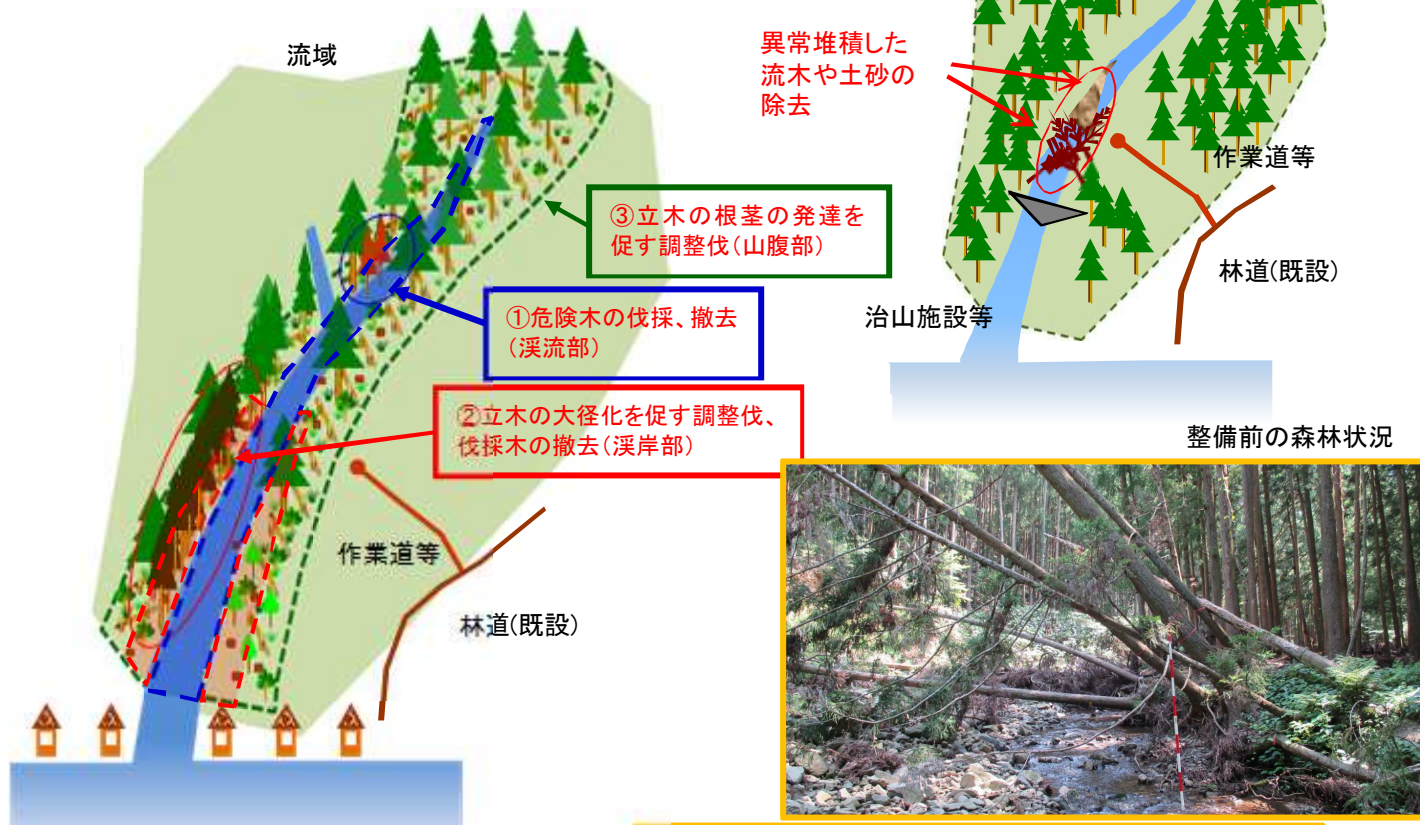 流域
③立木の根茎の発達を
促す調整伐(山腹部)
①危険木の伐採、撤去
(渓流部)
②立木の大径化を促す調整伐、
伐採木の撤去(渓岸部)
作業道等
林道(既設)
異常堆積した
流木や土砂の
除去
作業道等
林道(既設)
治山施設等
整備前の森林状況